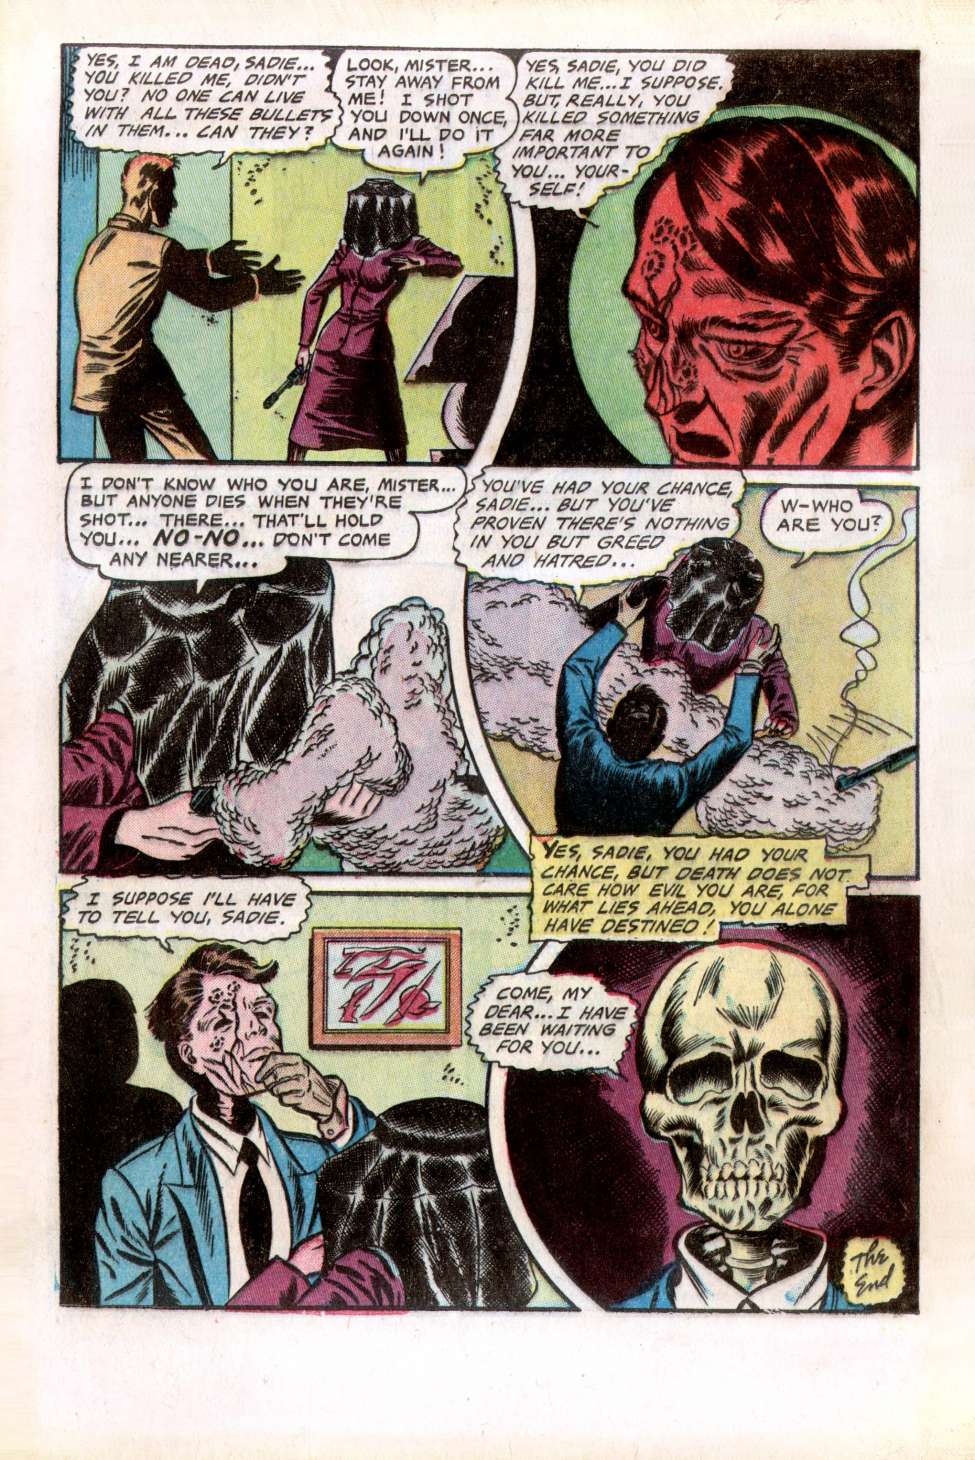 YES, I AM DEAD, SADIE...
YOU KILLED ME, DIDN'T
YOU? NO ONE CAN LIVE
WITH ALL THESE BULLETS
IN THEM... CAN THEY?
LOOK, MISTER...
STAY AWAY FROM
ME! I SHOT
YOU DOWN ONCE,
AND I'LL DO IT
AGAIN!
YES, SADIE, YOU DID
KILL ME... I SUPPOSE.
BUT, REALLY, YOU
KILLED SOMETHING
FAR MORE
IMPORTANT TO
YOU... YOUR-
SELF!
I DON'T KNOW WHO YOU ARE, MISTER...
BUT ANYONE DIES WHEN THEY'RE
SHOT... THERE... THAT'LL HOLD
YOU... NO-NO... DON'T COME
ANY NEARER...
YOU'VE HAD YOUR CHANCE,
SADIE... BUT YOU'VE
PROVEN THERE'S NOTHING
IN YOU BUT GREED
AND HATRED...
W-WHO
ARE YOU?
I SUPPOSE I'LL HAVE
TO TELL YOU, SADIE.
YES, SADIE, YOU HAD YOUR
CHANCE, BUT DEATH DOES NOT
CARE HOW EVIL YOU ARE, FOR
WHAT LIES AHEAD, YOU ALONE
HAVE DESTINED!
COME, MY
DEAR... I HAVE
BEEN WAITING
FOR YOU...
The
End